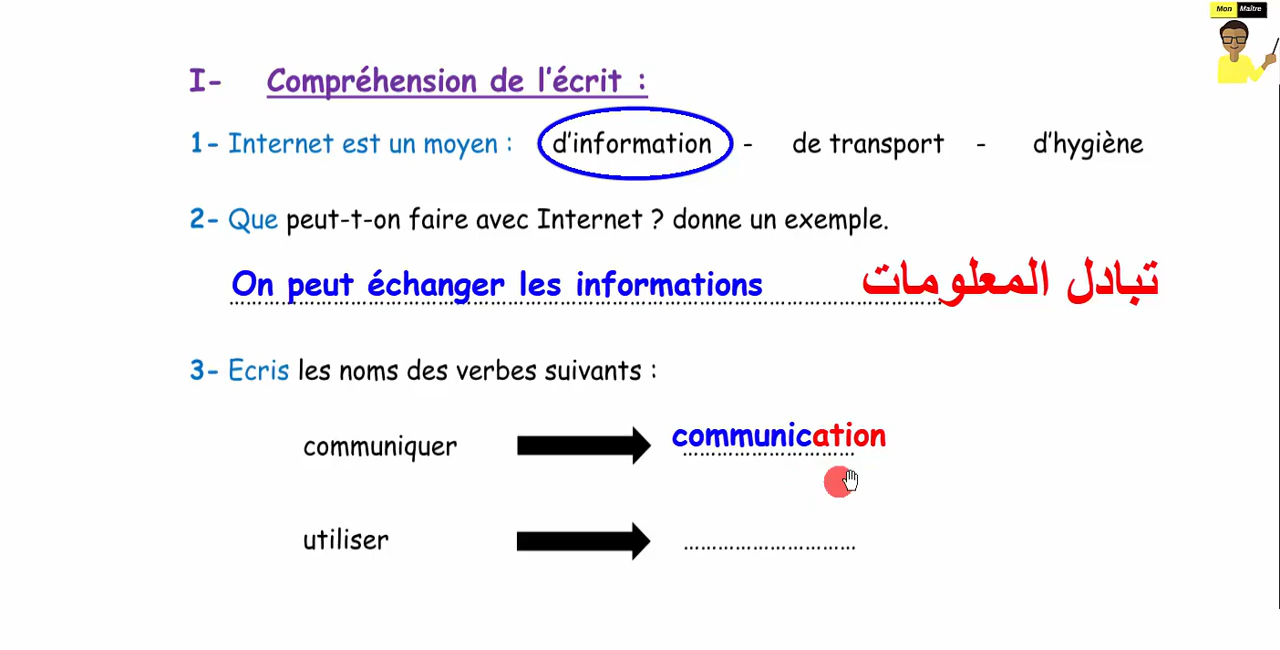 Mon Maître
I- Compréhension de l'écrit :
1- Internet est un moyen : d'information - de transport - d'hygiène
2- Que peut-t-on faire avec Internet ? donne un exemple.
On peut échanger les informations تبادل المعلومات
3- Ecris les noms des verbes suivants :
communiquer communication
utiliser ..............................